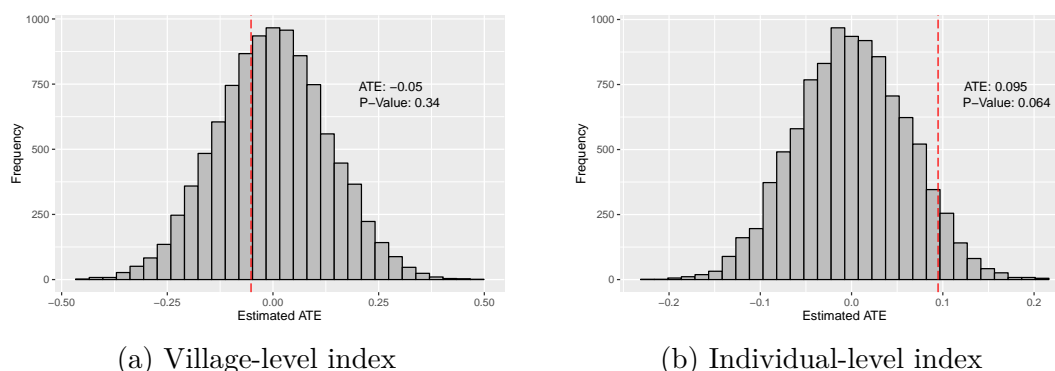 1000
750
500
250
0
Frequency
ATE: −0.05
P−Value: 0.34
−0.50
−0.25
0.00
0.25
0.50
Estimated ATE
(a) Village-level index
1000
750
500
250
0
Frequency
ATE: 0.095
P−Value: 0.064
−0.2
−0.1
0.0
0.1
0.2
Estimated ATE
(b) Individual-level index